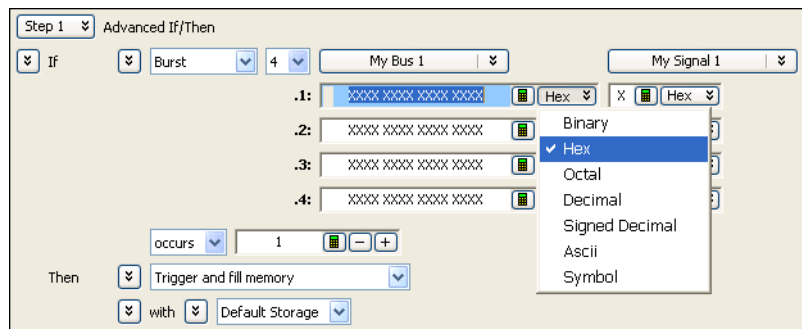 Step 1 Advanced If/Then
If Burst 4 My Bus 1 My Signal 1
.1: XXXX XXXX XXXX XXXX Hex X Hex
.2: XXXX XXXX XXXX XXXX
.3: XXXX XXXX XXXX XXXX
.4: XXXX XXXX XXXX XXXX
Binary
Hex
Octal
Decimal
Signed Decimal
Ascii
Symbol
occurs 1
Then Trigger and fill memory
with Default Storage